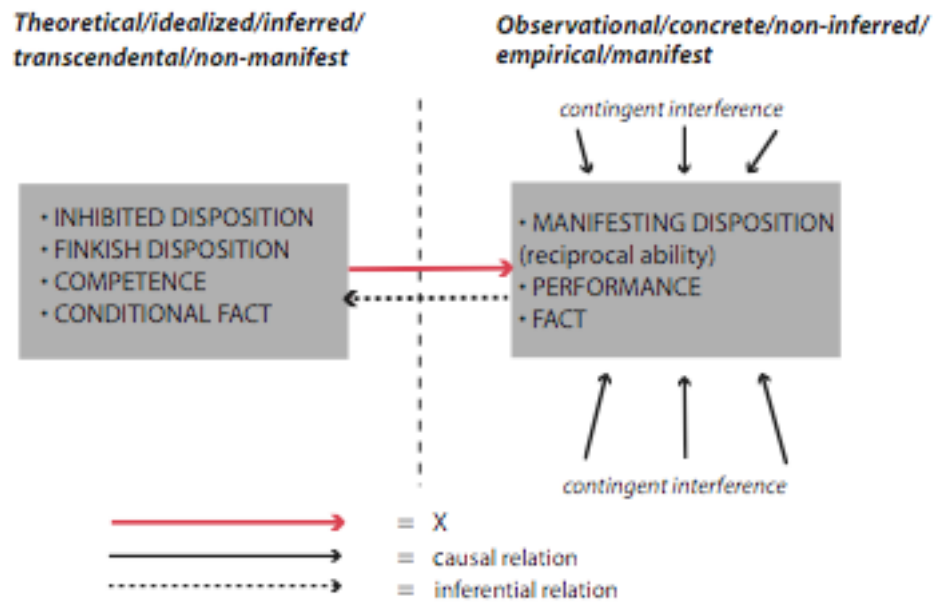 Theoretical/idealized/inferred/
transcendental/non-manifest
Observational/concrete/non-inferred/
empirical/manifest
contingent interference
• INHIBITED DISPOSITION
• FINKISH DISPOSITION
• COMPETENCE
• CONDITIONAL FACT
• MANIFESTING DISPOSITION
(reciprocal ability)
• PERFORMANCE
• FACT
contingent interference
= X
= causal relation
= inferential relation